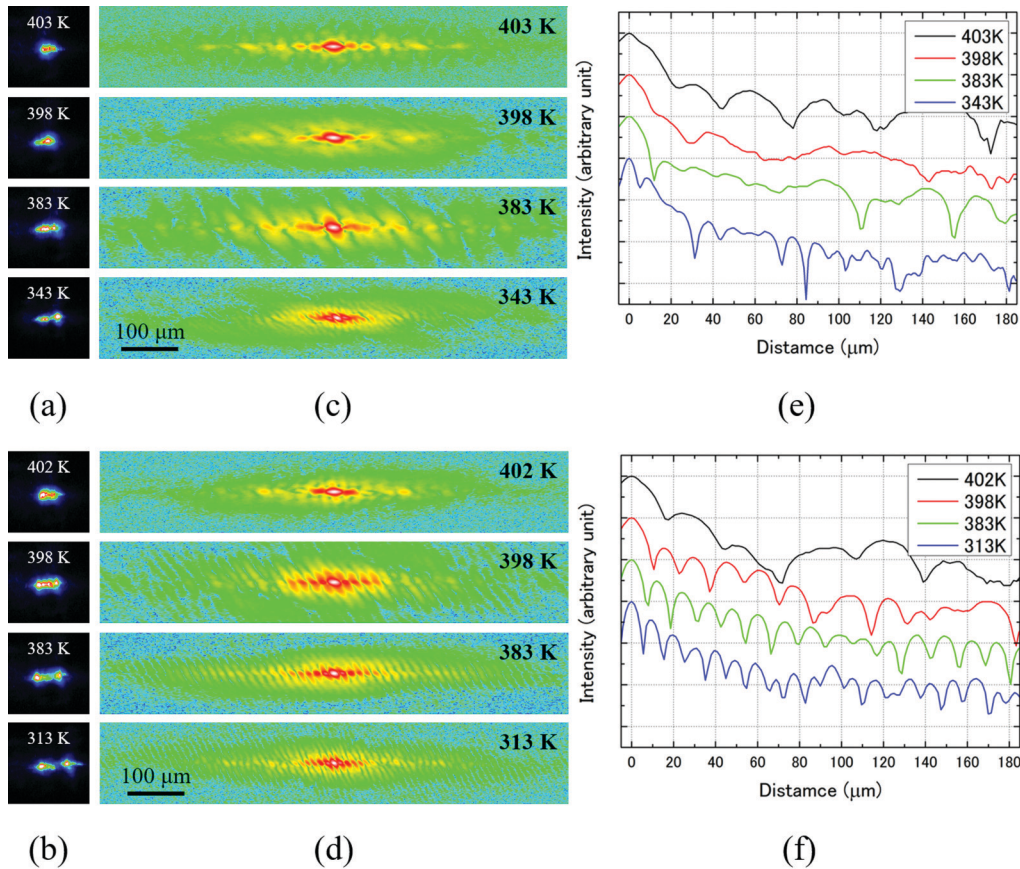 403 K
398 K
383 K
343 K
(a)
403 K
398 K
383 K
343 K
100 μm
(c)
Intensity (arbitrary unit)
403K
398K
383K
343K
0 20 40 60 80 100 120 140 160 180
Distamce (μm)
(e)
402 K
398 K
383 K
313 K
(b)
402 K
398 K
383 K
313 K
100 μm
(d)
Intensity (arbitrary unit)
402K
398K
383K
313K
0 20 40 60 80 100 120 140 160 180
Distamce (μm)
(f)